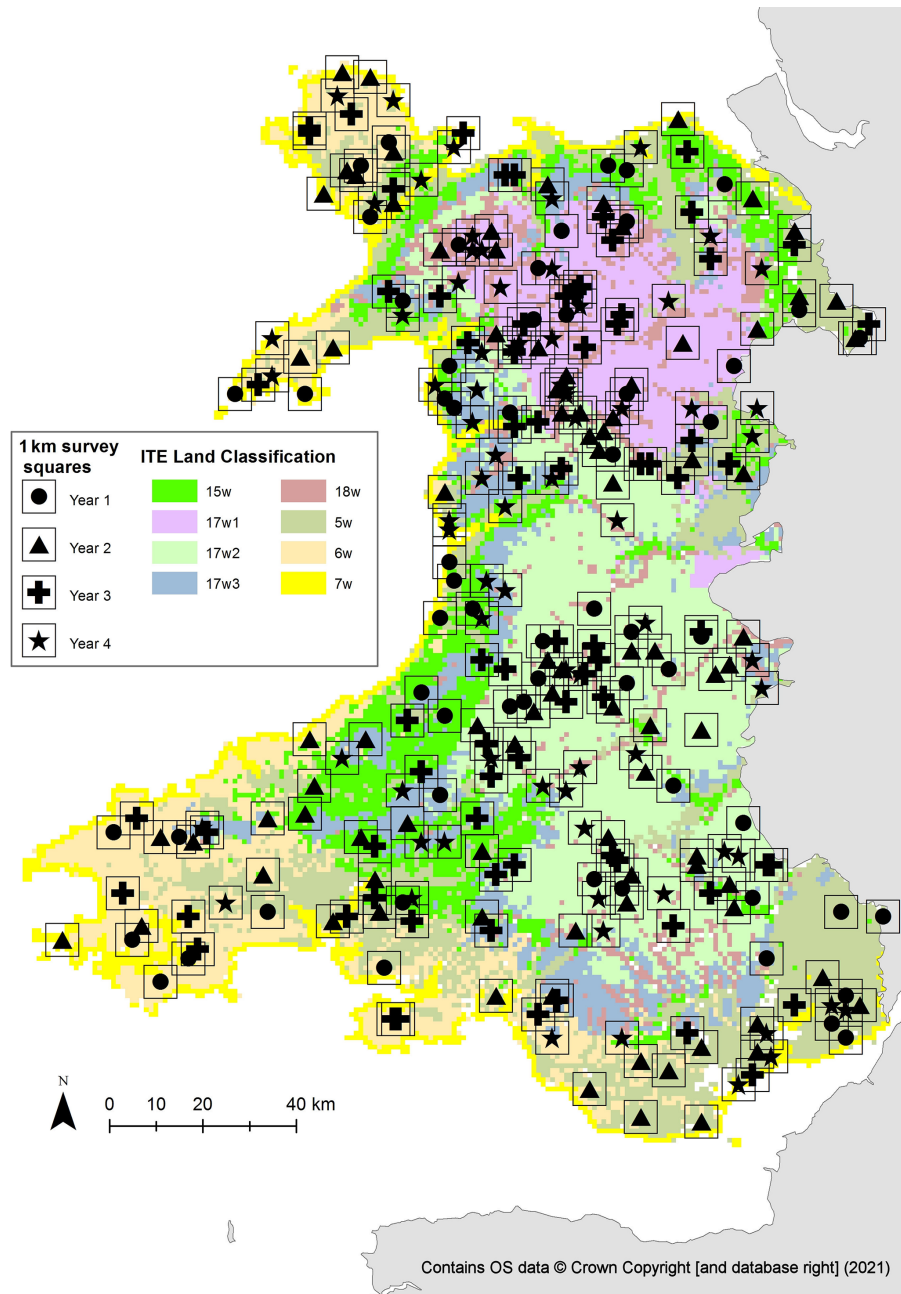 1 km survey
squares
ITE Land Classification
Year 1
Year 2
Year 3
Year 4
15w
17w1
17w2
17w3
18w
5w
6w
7w
N
0 10 20 40 km
Contains OS data © Crown Copyright [and database right] (2021)